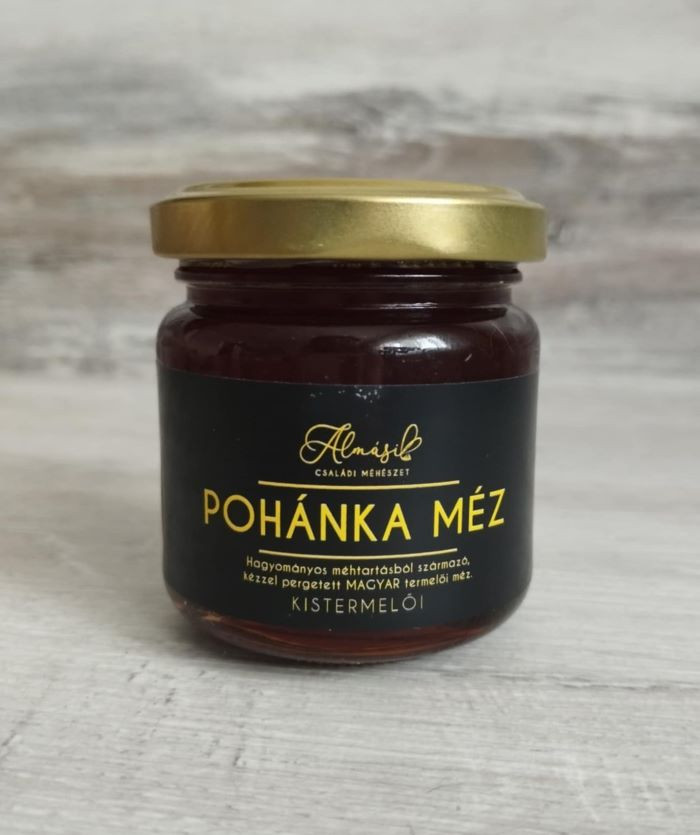 Almási
CSALÁDI MÉHÉSZET
POHÁNKA MÉZ
Hagyományos méhtartásból származó,
kézzel pergetett MAGYAR termelői méz.
KISTERMELŐI